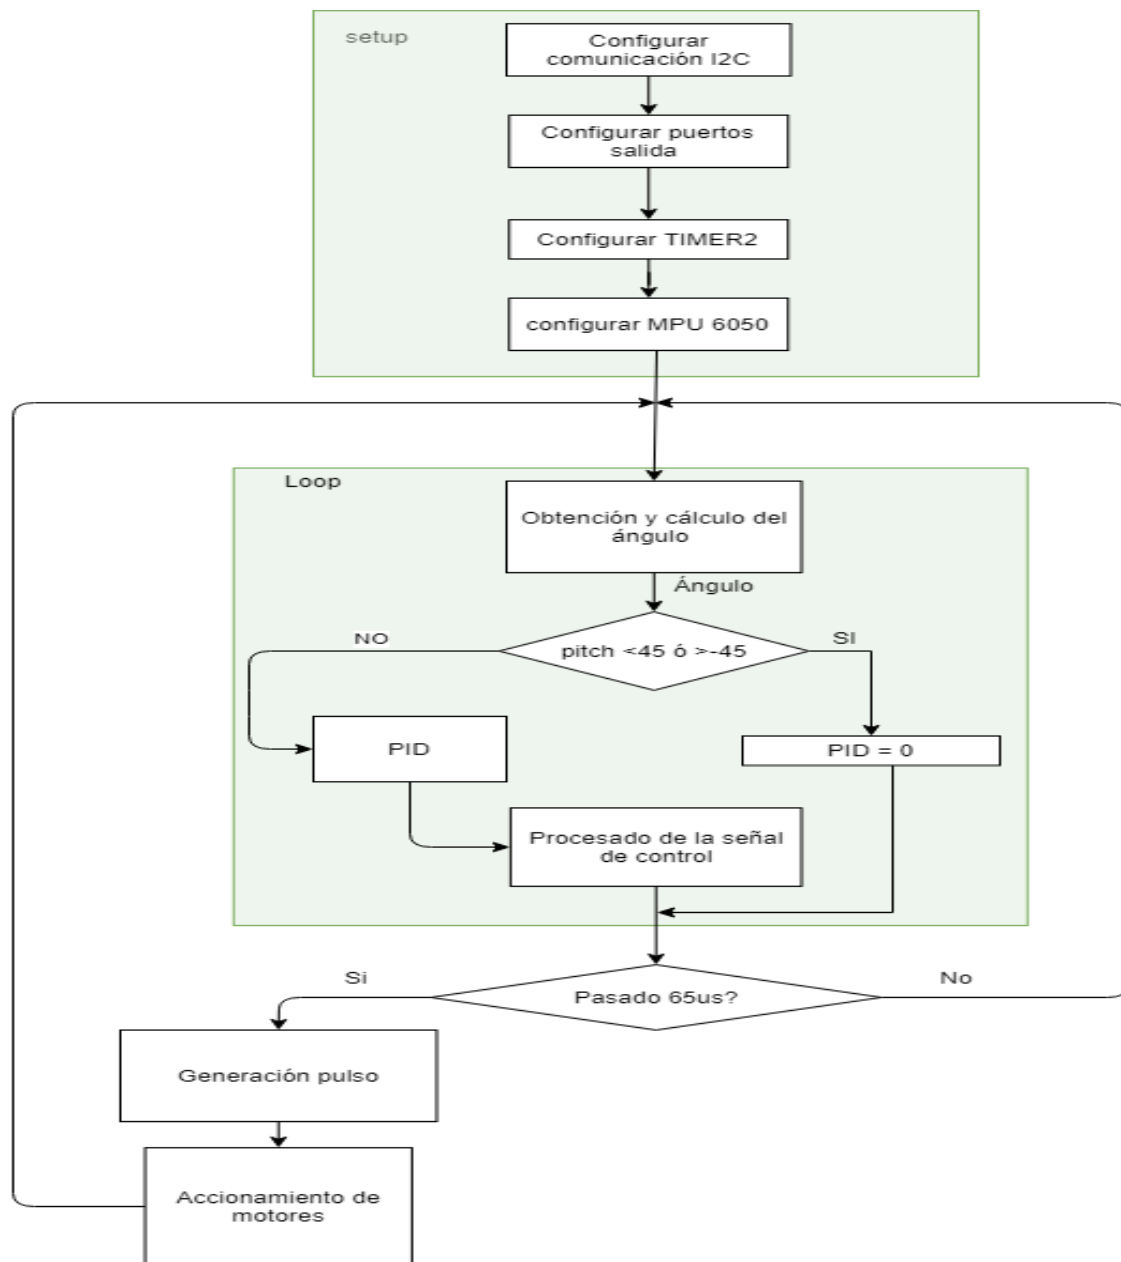 setup
Configurar
comunicación I2C
Configurar puertos
salida
Configurar TIMER2
configurar MPU 6050
Loop
Obtención y cálculo del
ángulo
Ángulo
NO
pitch <45 ó >-45
SI
PID
PID = 0
Procesado de la señal
de control
Si
Pasado 65us?
No
Generación pulso
Accionamiento de
motores